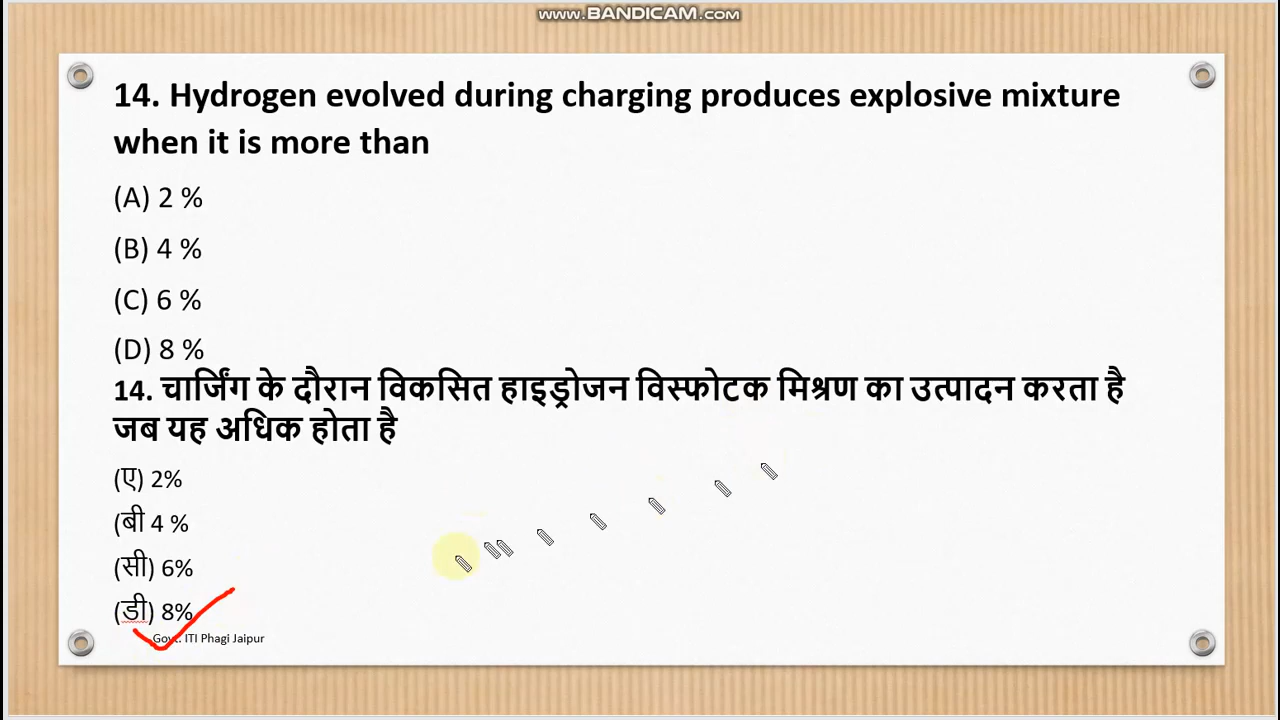 www.BANDICAM.com
14. Hydrogen evolved during charging produces explosive mixture
when it is more than
(A) 2 %
(B) 4 %
(C) 6 %
(D) 8 %
14. चार्जिंग के दौरान विकसित हाइड्रोजन विस्फोटक मिश्रण का उत्पादन करता है
जब यह अधिक होता है
(ए) 2%
(बी 4 %
(सी) 6%
(डी) 8%
Govt. ITI Phagi Jaipur